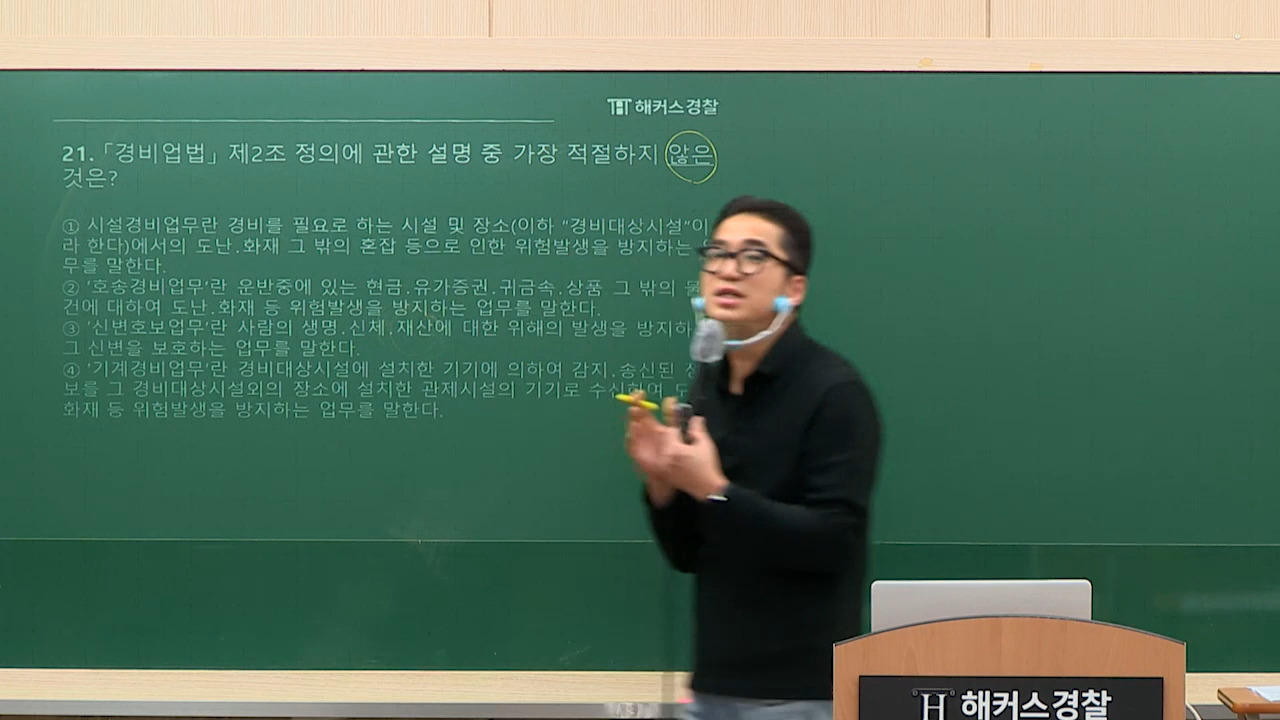 해커스경찰
21.「경비업법」 제2조 정의에 관한 설명 중 가장 적절하지 않은
것은?
① 시설경비업무란 경비를 필요로 하는 시설 및 장소(이하 “경비대상시설”이
라 한다)에서의 도난.화재 그 밖의 혼잡 등으로 인한 위험발생을 방지하는
무를 말한다.
② ‘호송경비업무’란 운반중에 있는 현금.유가증권.귀금속.상품 그 밖의
건에 대하여 도난.화재 등 위험발생을 방지하는 업무를 말한다.
③ ‘신변호보업무’란 사람의 생명.신체.재산에 대한 위해의 발생을 방지하
그 신변을 보호하는 업무를 말한다.
④ ‘기계경비업무’란 경비대상시설에 설치한 기기에 의하여 감지.송신된
보를 그 경비대상시설외의 장소에 설치한 관제시설의 기기로 수신하여
화재 등 위험발생을 방지하는 업무를 말한다.
해커스경찰